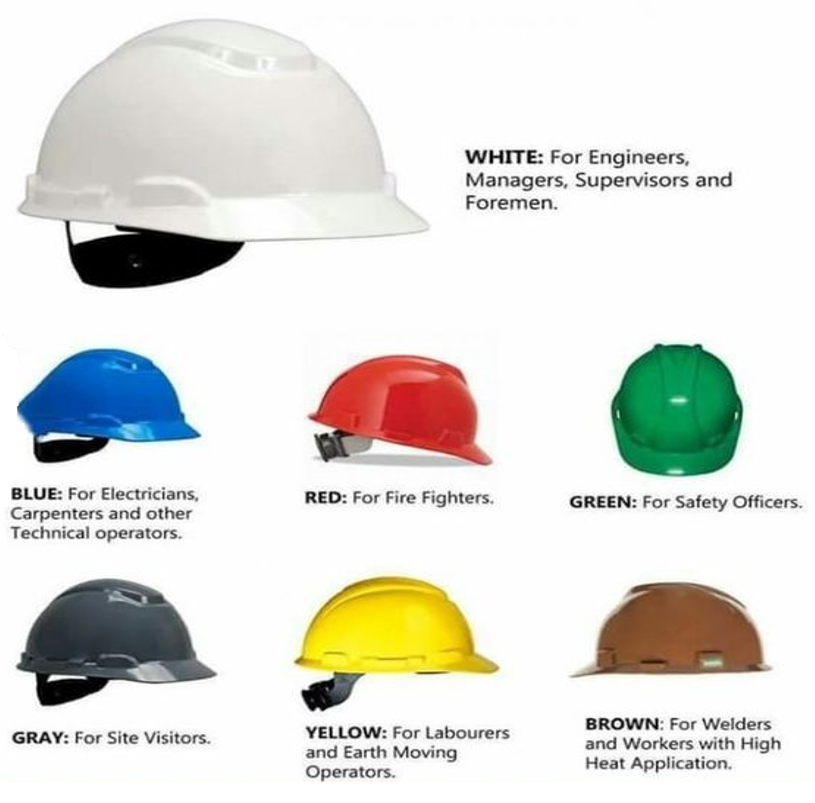 WHITE: For Engineers,
Managers, Supervisors and
Foremen.
BLUE: For Electricians,
Carpenters and other
Technical operators.
RED: For Fire Fighters.
GREEN: For Safety Officers.
GRAY: For Site Visitors.
YELLOW: For Labourers
and Earth Moving
Operators.
BROWN: For Welders
and Workers with High
Heat Application.